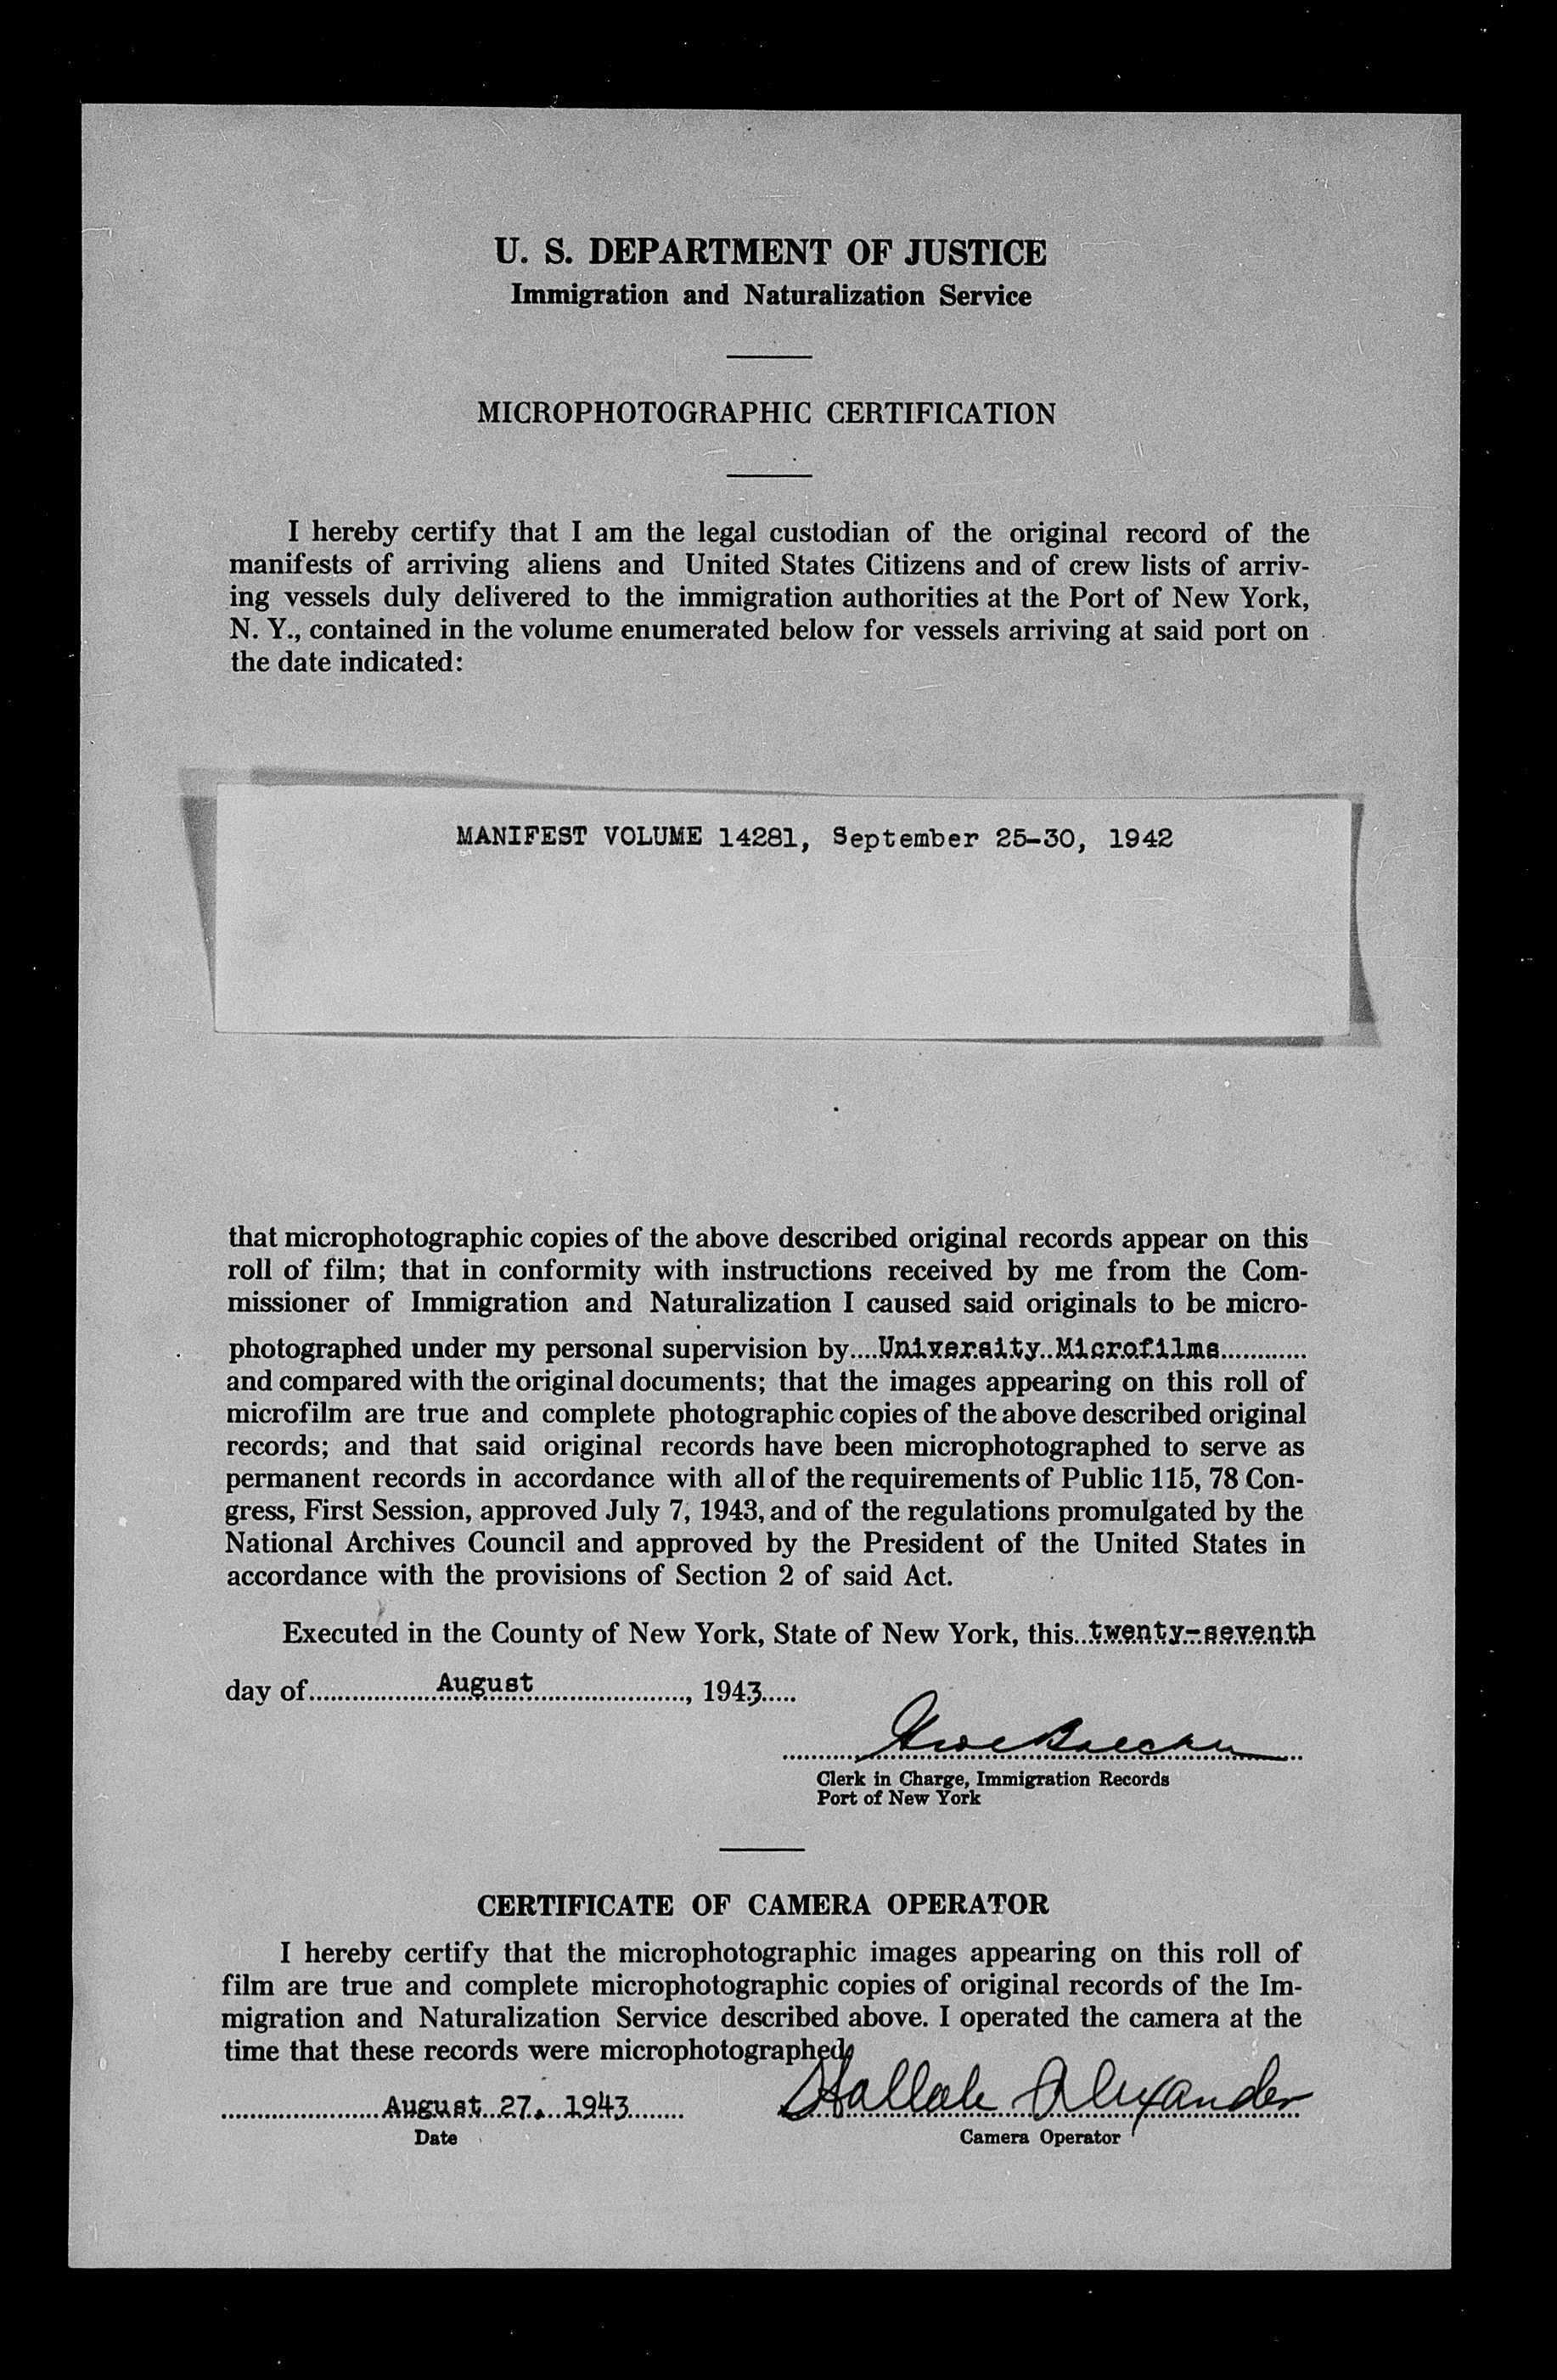 U. S. DEPARTMENT OF JUSTICE
Immigration and Naturalization Service
MICROPHOTOGRAPHIC CERTIFICATION
I hereby certify that I am the legal custodian of the original record of the
manifests of arriving aliens and United States Citizens and of crew lists of arriv-
ing vessels duly delivered to the immigration authorities at the Port of New York,
N. Y., contained in the volume enumerated below for vessels arriving at said port on
the date indicated:
MANIFEST VOLUME 14281, September 25-30, 1942
that microphotographic copies of the above described original records appear on this
roll of film; that in conformity with instructions received by me from the Com-
missioner of Immigration and Naturalization I caused said originals to be micro-
photographed under my personal supervision by....University Microfilms............
and compared with the original documents; that the images appearing on this roll of
microfilm are true and complete photographic copies of the above described original
records; and that said original records have been microphotographed to serve as
permanent records in accordance with all of the requirements of Public 115, 78 Con-
gress, First Session, approved July 7, 1943, and of the regulations promulgated by the
National Archives Council and approved by the President of the United States in
accordance with the provisions of Section 2 of said Act.
Executed in the County of New York, State of New York, this...twenty-seventh
day of...................August......................, 1943.....
Clerk in Charge, Immigration Records
Port of New York
CERTIFICATE OF CAMERA OPERATOR
I hereby certify that the microphotographic images appearing on this roll of
film are true and complete microphotographic copies of original records of the Im-
migration and Naturalization Service described above. I operated the camera at the
time that these records were microphotographed.
.......................August 27, 1943........ Alexander
Date Camera Operator